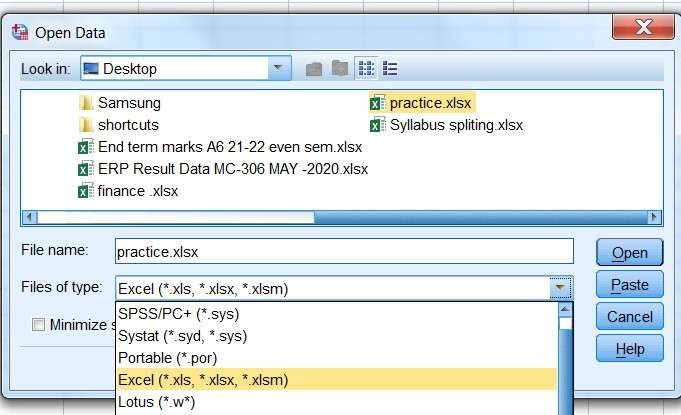 Open Data
Look in: Desktop
Samsung
shortcuts
End term marks A6 21-22 even sem.xlsx
ERP Result Data MC-306 MAY -2020.xlsx
finance .xlsx
practice.xlsx
Syllabus spliting.xlsx
File name: practice.xlsx
Open
Files of type: Excel (*.xls, *.xlsx, *.xlsm)
Paste
SPSS/PC+ (*.sys)
Minimize
Cancel
Systat (*.syd, *.sys)
Portable (*.por)
Help
Excel (*.xls, *.xlsx, *.xlsm)
Lotus (*.w*)